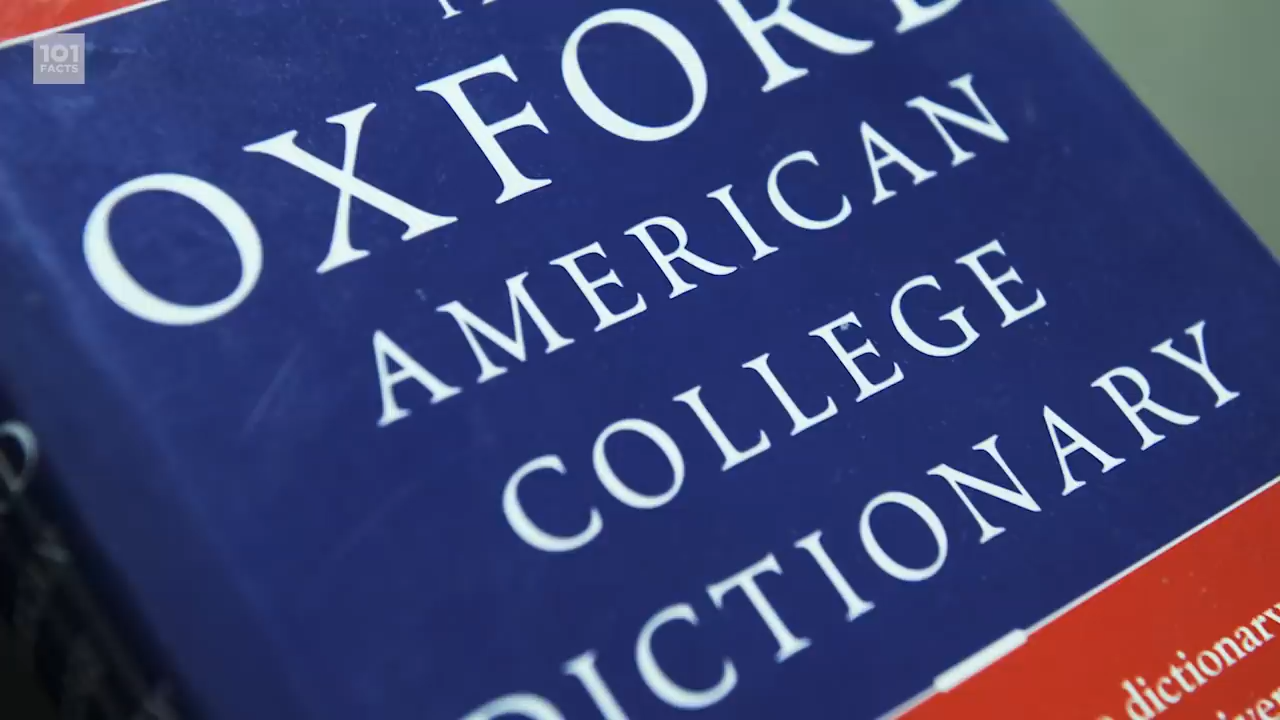 101
FACTS
OXFORD
AMERICAN
COLLEGE
DICTIONARY
dictionary